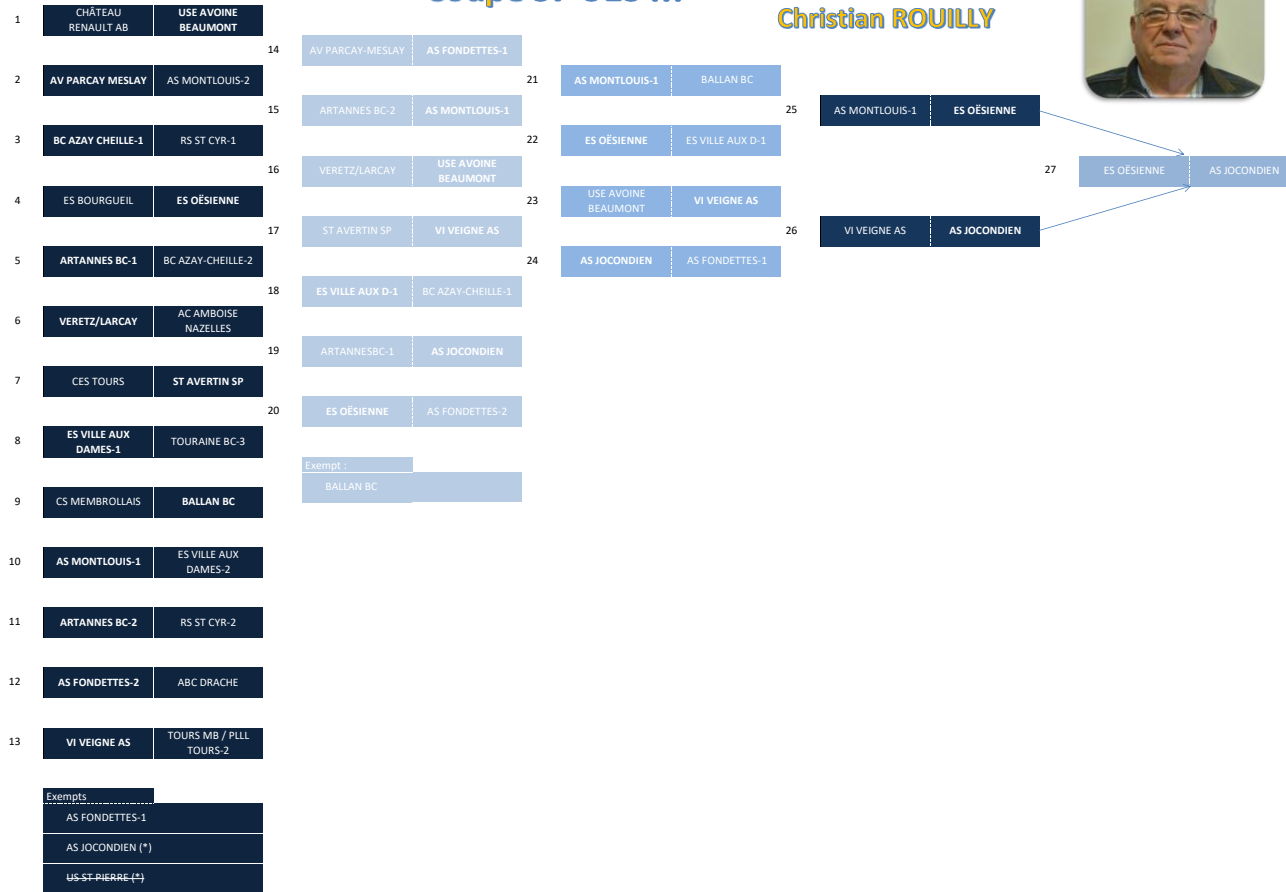 Christian ROUILLY
1
CHÂTEAU
RENAULT AB
USE AVOINE
BEAUMONT
2
AV PARCAY MESLAY
AS MONTLOUIS-2
3
BC AZAY CHEILLE-1
RS ST CYR-1
4
ES BOURGUEIL
ES OËSIENNE
5
ARTANNES BC-1
BC AZAY-CHEILLE-2
6
VERETZ/LARCAY
AC AMBOISE
NAZELLES
7
CES TOURS
ST AVERTIN SP
8
ES VILLE AUX
DAMES-1
TOURAINE BC-3
9
CS MEMBROLLAIS
BALLAN BC
10
AS MONTLOUIS-1
ES VILLE AUX
DAMES-2
11
ARTANNES BC-2
RS ST CYR-2
12
AS FONDETTES-2
ABC DRACHE
13
VI VEIGNE AS
TOURS MB / PLLL
TOURS-2
Exempts
AS FONDETTES-1
AS JOCONDIEN (*)
US ST PIERRE (*)
14
AV PARCAY-MESLAY
AS FONDETTES-1
15
ARTANNES BC-2
AS MONTLOUIS-1
16
VERETZ/LARCAY
USE AVOINE
BEAUMONT
17
ST AVERTIN SP
VI VEIGNE AS
18
ES VILLE AUX D-1
BC AZAY-CHEILLE-1
19
ARTANNESBC-1
AS JOCONDIEN
20
ES OËSIENNE
AS FONDETTES-2
Exempt :
BALLAN BC
21
AS MONTLOUIS-1
BALLAN BC
22
ES OËSIENNE
ES VILLE AUX D-1
23
USE AVOINE
BEAUMONT
VI VEIGNE AS
24
AS JOCONDIEN
AS FONDETTES-1
25
AS MONTLOUIS-1
ES OËSIENNE
26
VI VEIGNE AS
AS JOCONDIEN
27
ES OËSIENNE
AS JOCONDIEN